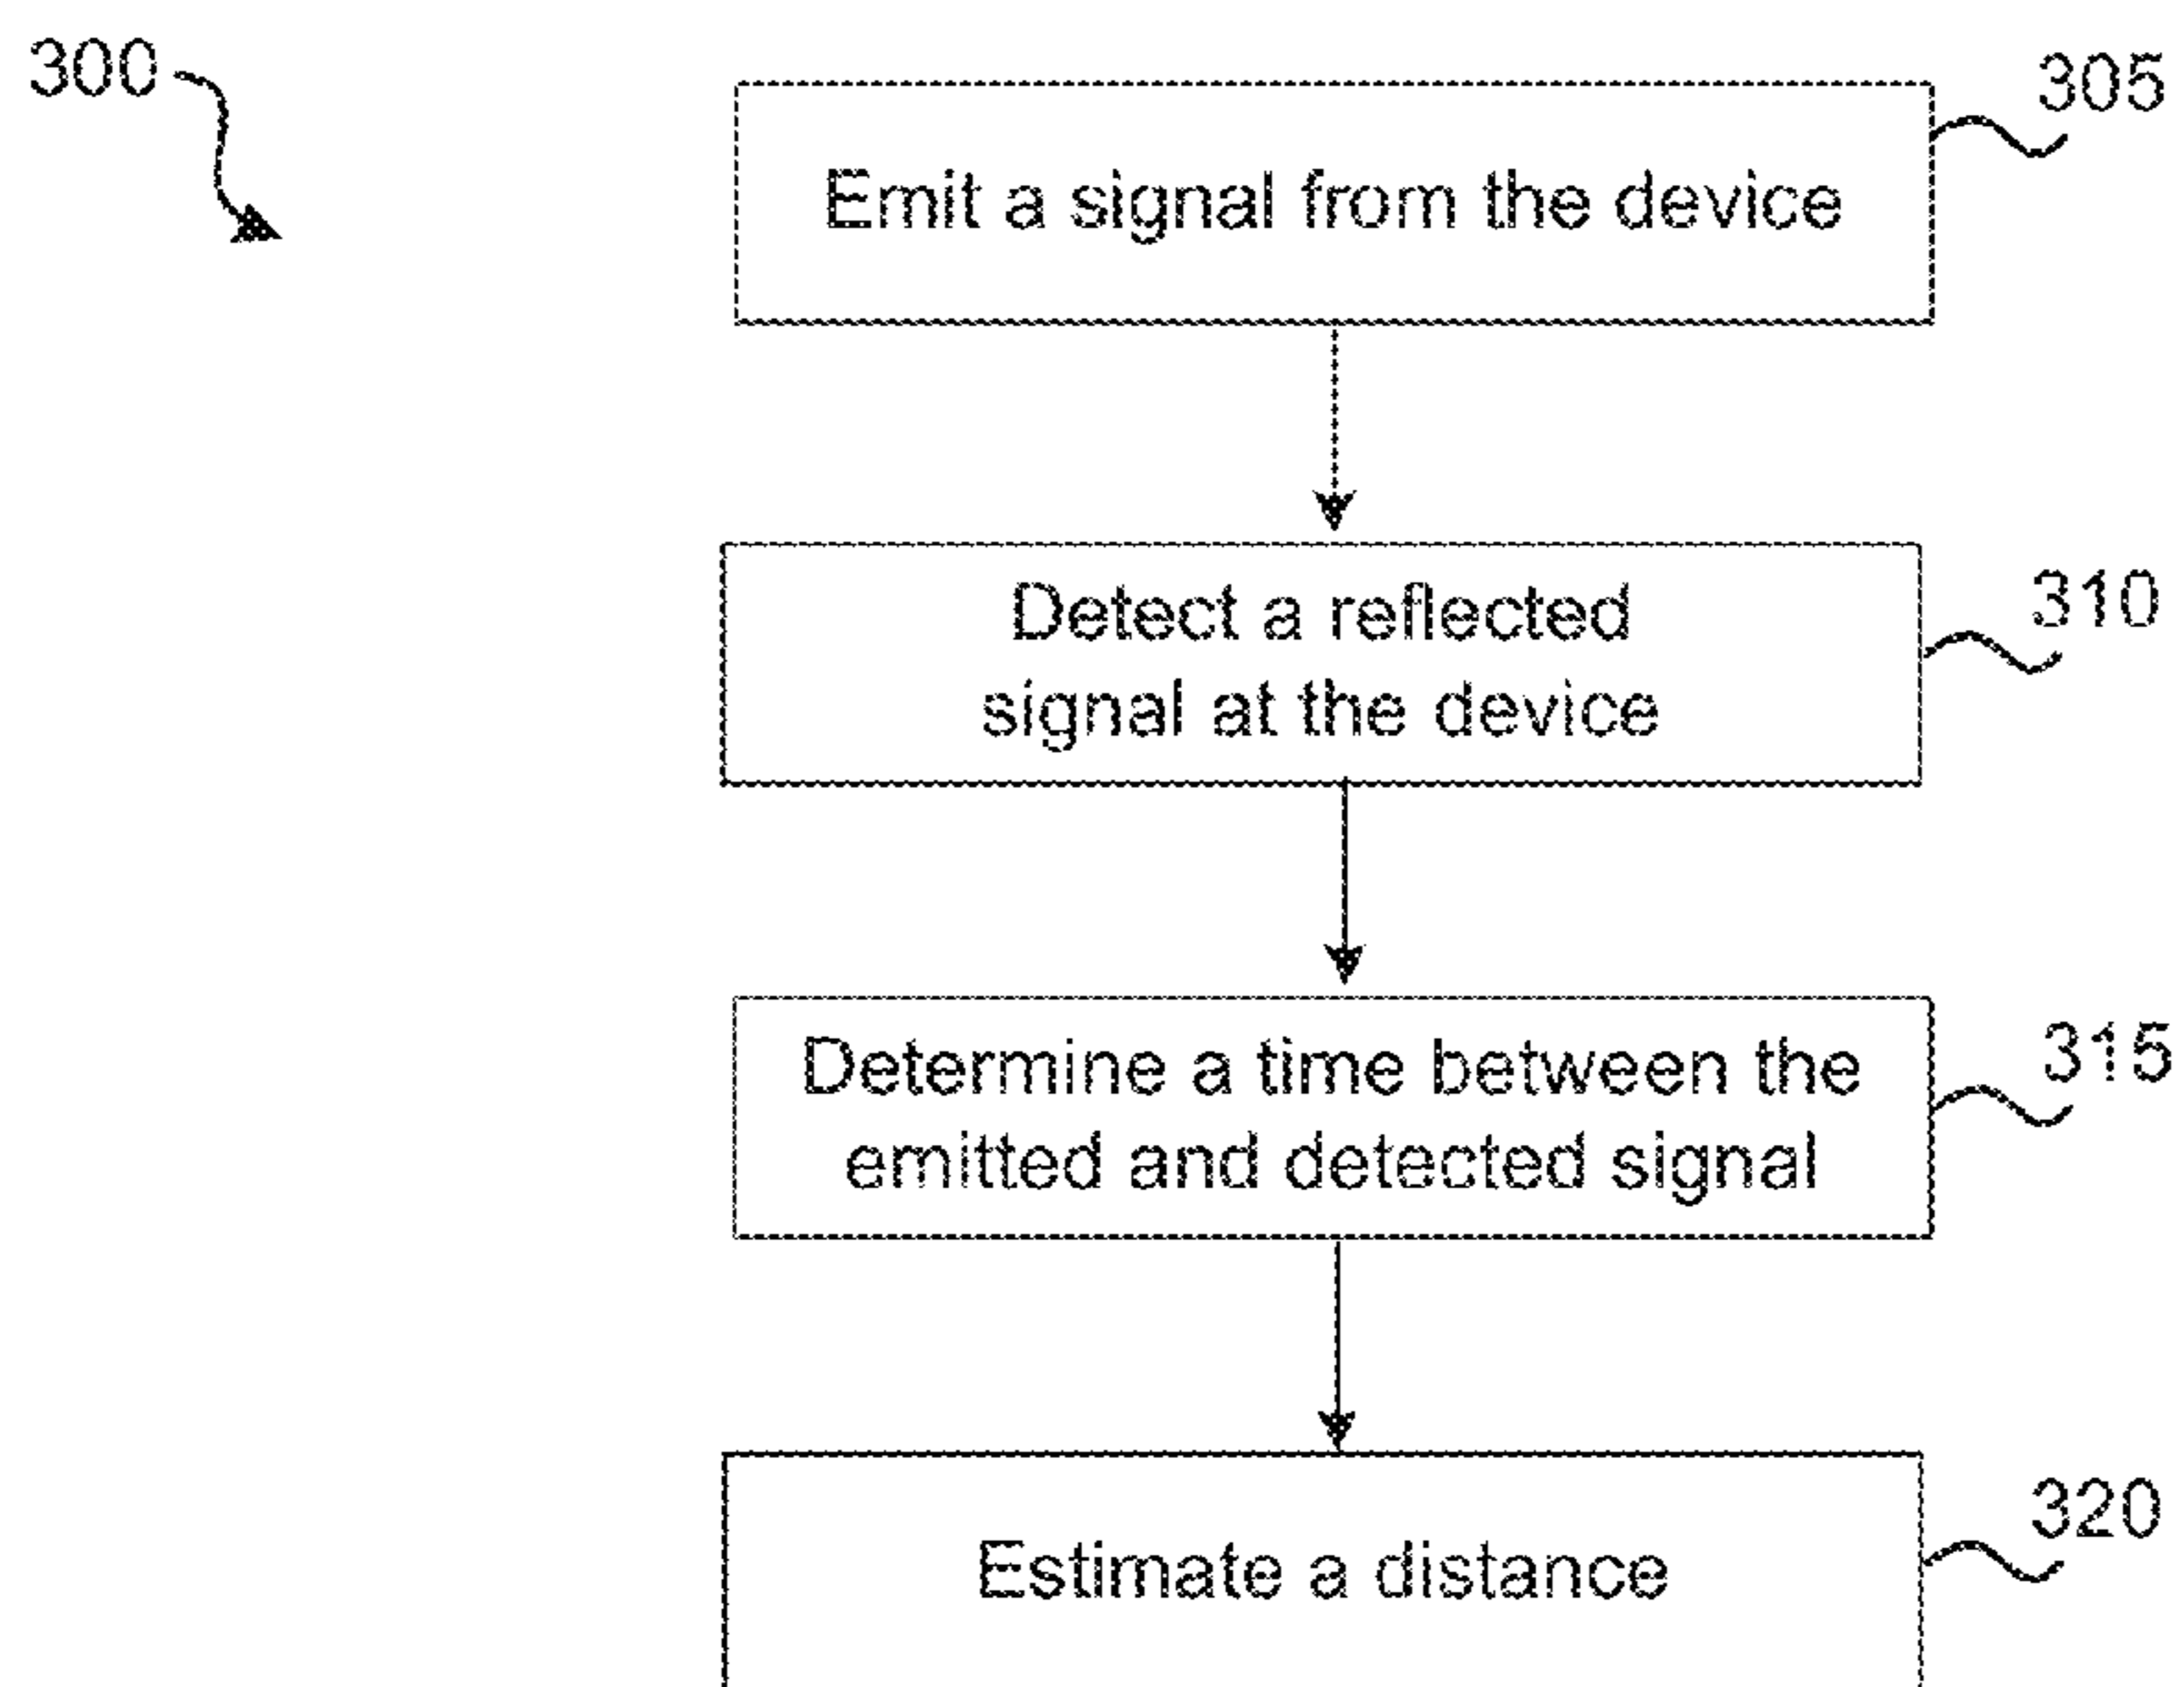 300
305
Emit a signal from the device
310
Detect a reflected
signal at the device
315
Determine a time between the
emitted and detected signal
320
Estimate a distance